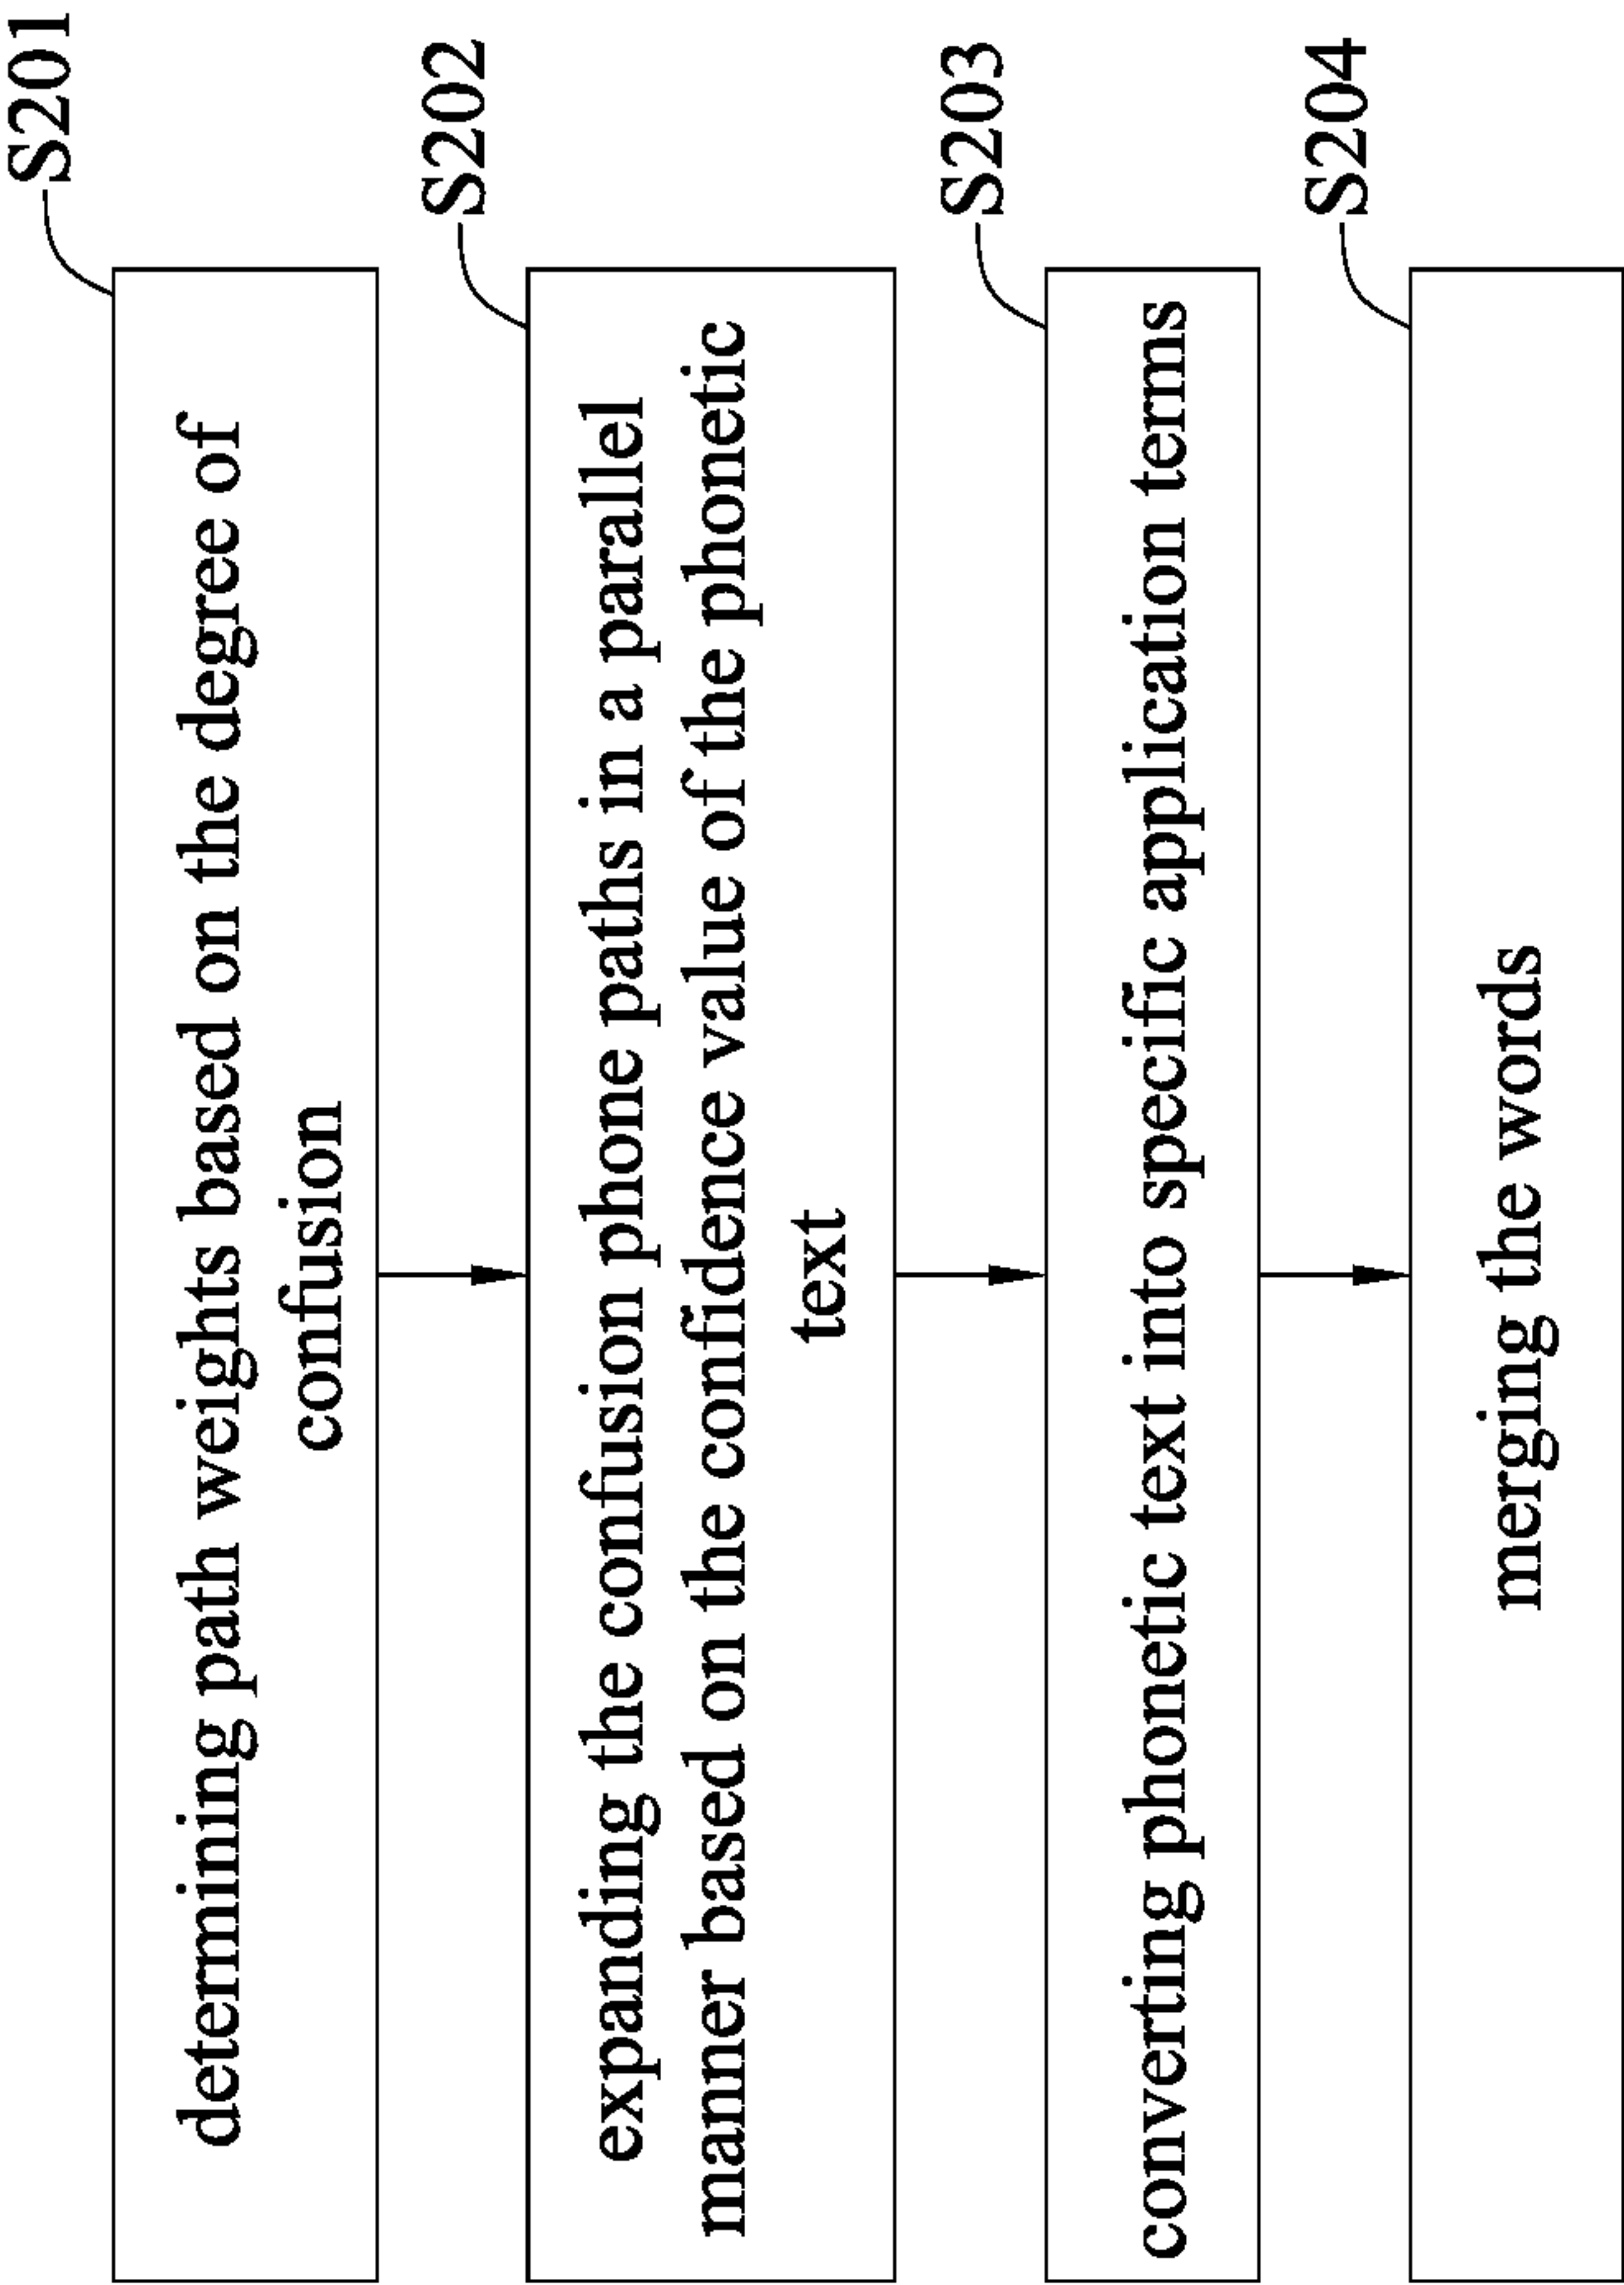 S201
determining path weights based on the degree of
confusion
S202
expanding the confusion phone paths in a parallel
manner based on the confidence value of the phonetic
text
S203
converting phonetic text into specific application terms
S204
merging the words